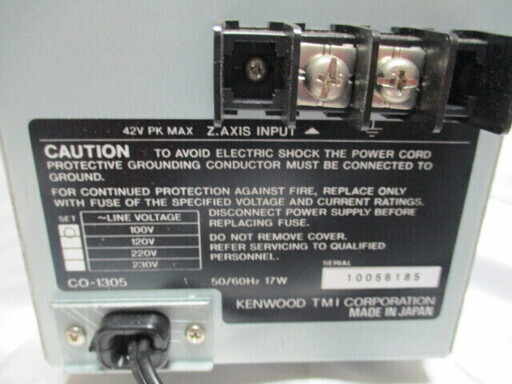 42V PK MAX Z.AXIS INPUT ▲ ⏚
CAUTION TO AVOID ELECTRIC SHOCK THE POWER CORD
PROTECTIVE GROUNDING CONDUCTOR MUST BE CONNECTED TO
GROUND.
FOR CONTINUED PROTECTION AGAINST FIRE, REPLACE ONLY
WITH FUSE OF THE SPECIFIED VOLTAGE AND CURRENT RATINGS.
SET ~LINE VOLTAGE
100V
120V
220V
230V
DISCONNECT POWER SUPPLY BEFORE
REPLACING FUSE.
DO NOT REMOVE COVER.
REFER SERVICING TO QUALIFIED
PERSONNEL.
SERIAL
10056185
CO-1305 50/60Hz 17W
KENWOOD TMI CORPORATION
MADE IN JAPAN